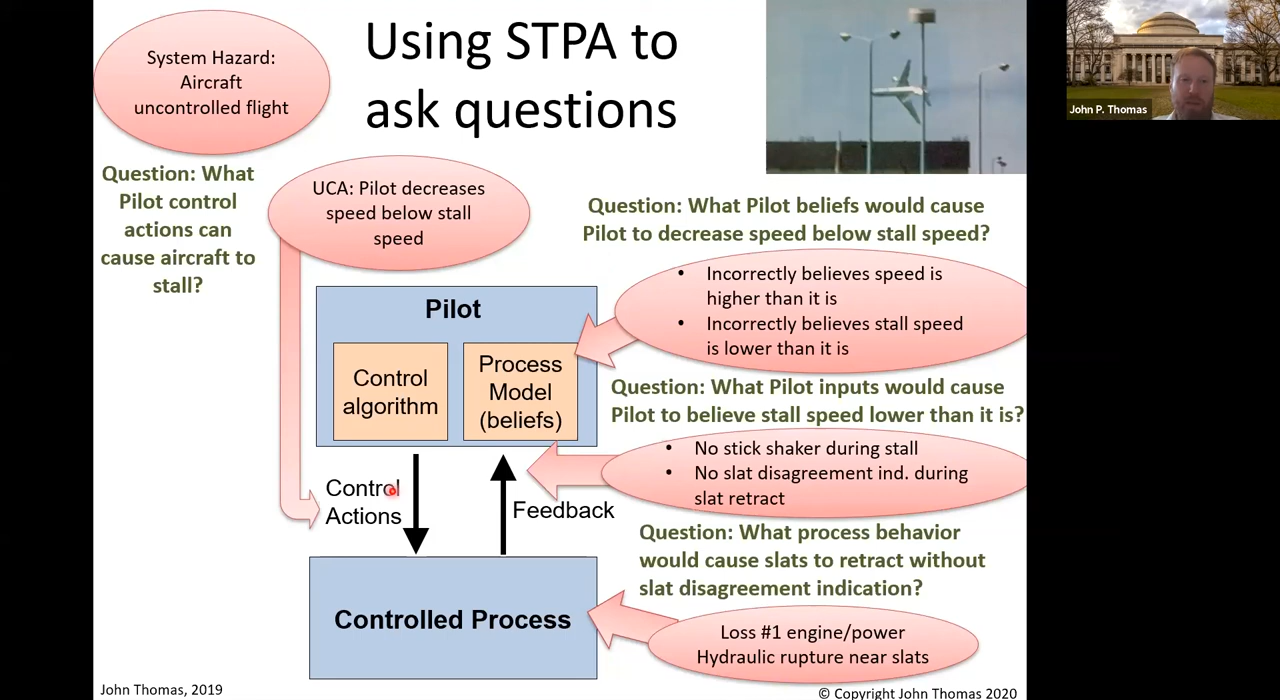 System Hazard:
Aircraft
uncontrolled flight
Using STPA to
ask questions
John P. Thomas
Question: What
Pilot control
actions can
cause aircraft to
stall?
UCA: Pilot decreases
speed below stall
speed
Question: What Pilot beliefs would cause
Pilot to decrease speed below stall speed?
• Incorrectly believes speed is
higher than it is
• Incorrectly believes stall speed
is lower than it is
Pilot
Control
algorithm
Process
Model
(beliefs)
Question: What Pilot inputs would cause
Pilot to believe stall speed lower than it is?
• No stick shaker during stall
• No slat disagreement ind. during
slat retract
Control
Actions
Feedback
Question: What process behavior
would cause slats to retract without
slat disagreement indication?
Controlled Process
Loss #1 engine/power
Hydraulic rupture near slats
John Thomas, 2019
© Copyright John Thomas 2020